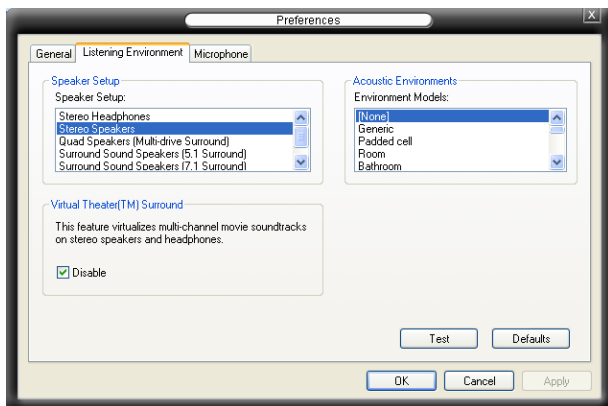 Preferences
X
General
Listening Environment
Microphone
Speaker Setup
Speaker Setup:
Stereo Headphones
Stereo Speakers
Quad Speakers (Multi-drive Surround)
Surround Sound Speakers (5.1 Surround)
Surround Sound Speakers (7.1 Surround)
Acoustic Environments
Environment Models:
[None]
Generic
Padded cell
Room
Bathroom
Virtual Theater(TM) Surround
This feature virtualizes multi-channel movie soundtracks
on stereo speakers and headphones.
Disable
Test
Defaults
OK
Cancel
Apply